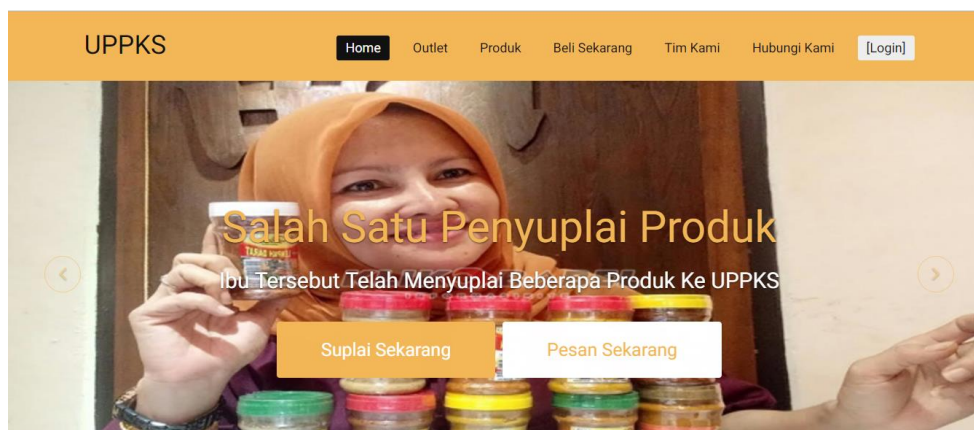 UPPKS
Home Outlet Produk Beli Sekarang Tim Kami Hubungi Kami [Login]
Salah Satu Penyuplai Produk
Ibu Tersebut Telah Menyuplai Beberapa Produk Ke UPPKS
Suplai Sekarang Pesan Sekarang